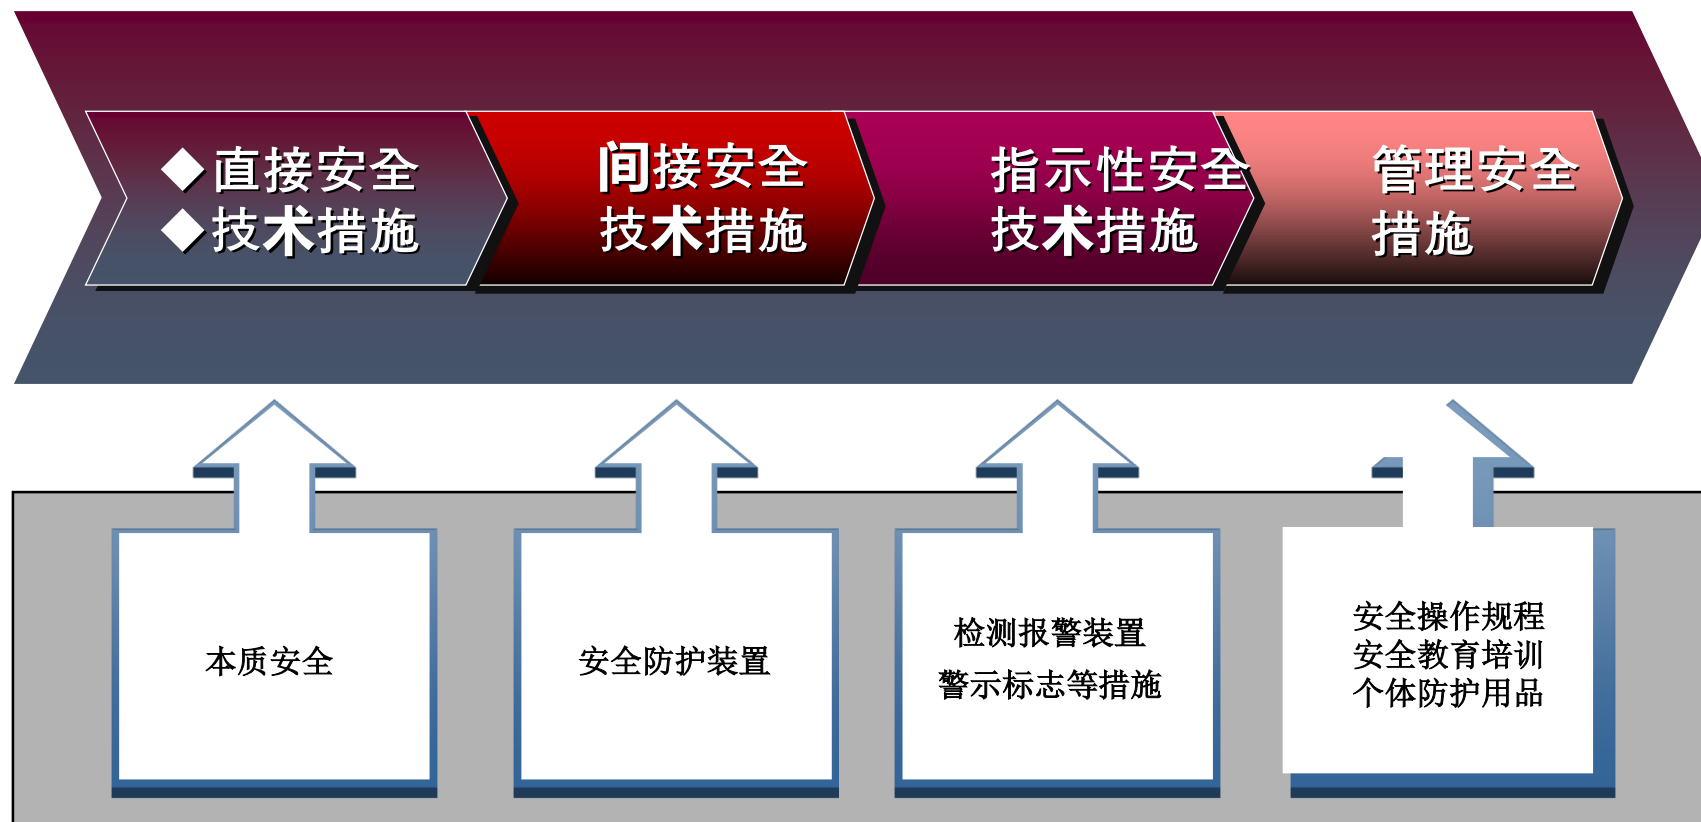 ◆直接安全
◆技术措施
间接安全
技术措施
指示性安全
技术措施
管理安全
措施
本质安全
安全防护装置
检测报警装置
警示标志等措施
安全操作规程
安全教育培训
个体防护用品